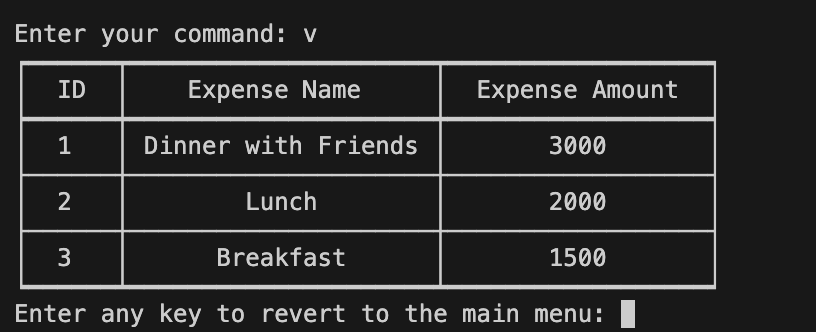 Enter your command: v
ID Expense Name Expense Amount
1 Dinner with Friends 3000
2 Lunch 2000
3 Breakfast 1500
Enter any key to revert to the main menu: